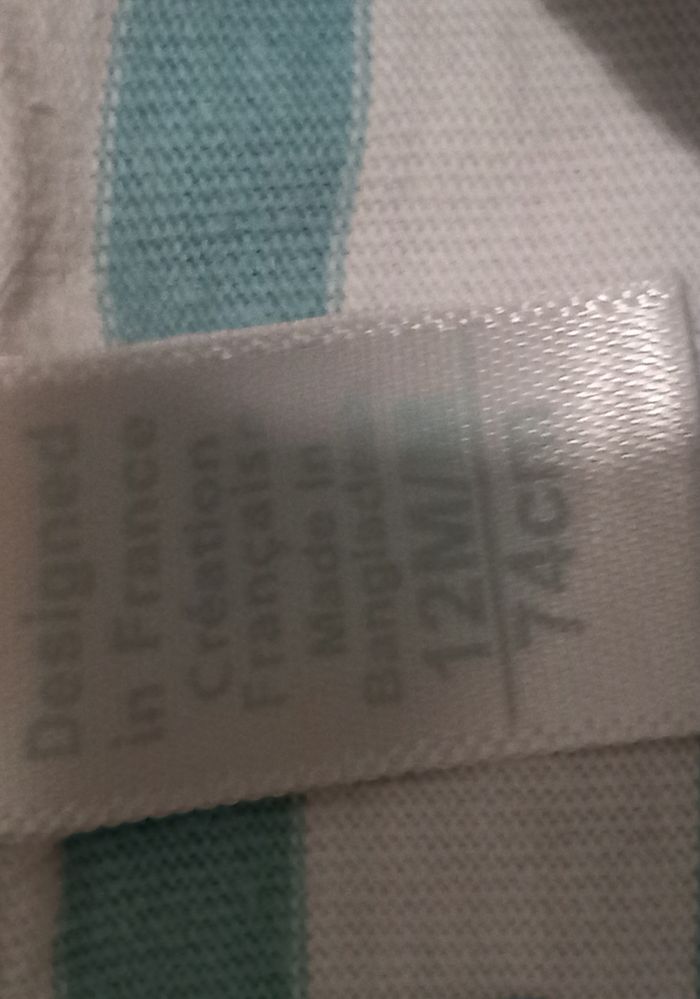 Designed
in France
Création
Française
Made in
Bangladesh
12M/
74cm